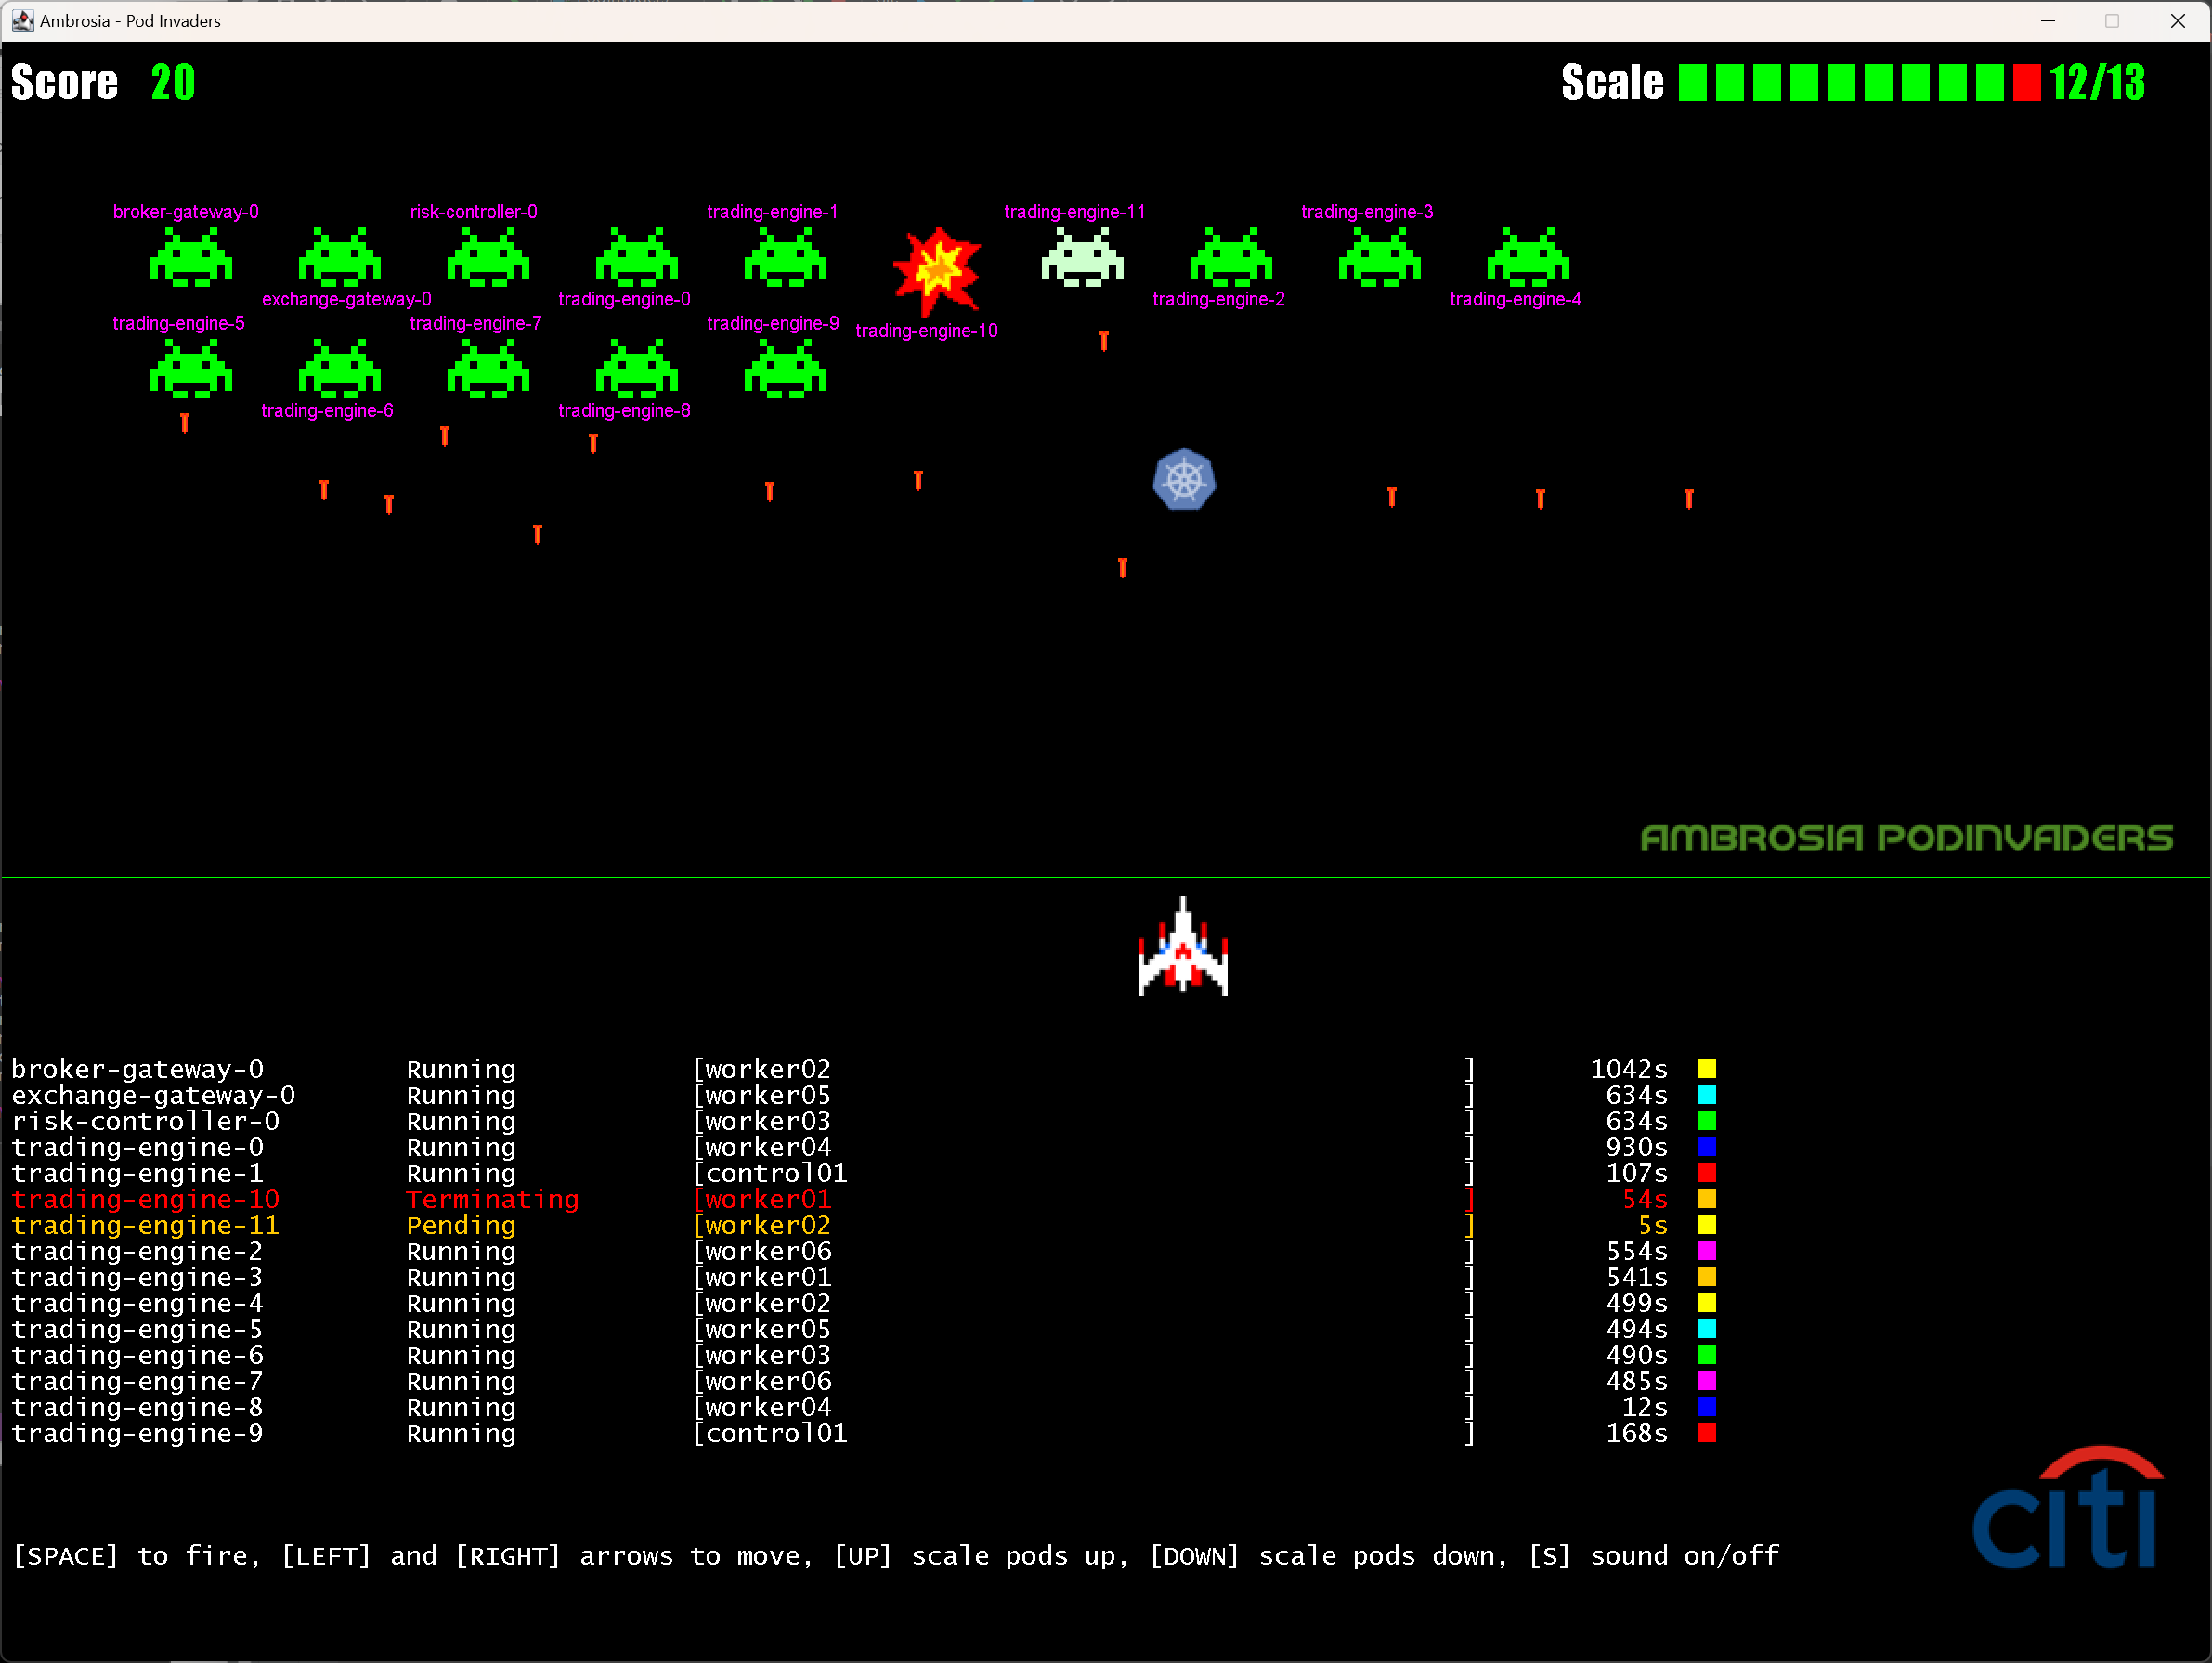 Ambrosia - Pod Invaders
Score 20
Scale 12/13
broker-gateway-0 risk-controller-0 trading-engine-1 trading-engine-11 trading-engine-3
exchange-gateway-0 trading-engine-0 trading-engine-2 trading-engine-4
trading-engine-5 trading-engine-7 trading-engine-9 trading-engine-10
trading-engine-6 trading-engine-8
AMBROSIA PODINVADERS
broker-gateway-0 Running [worker02 ] 1042s
exchange-gateway-0 Running [worker05 ] 634s
risk-controller-0 Running [worker03 ] 634s
trading-engine-0 Running [worker04 ] 930s
trading-engine-1 Running [control01 ] 107s
trading-engine-10 Terminating [worker01 ] 54s
trading-engine-11 Pending [worker02 ] 5s
trading-engine-2 Running [worker06 ] 554s
trading-engine-3 Running [worker01 ] 541s
trading-engine-4 Running [worker02 ] 499s
trading-engine-5 Running [worker05 ] 494s
trading-engine-6 Running [worker03 ] 490s
trading-engine-7 Running [worker06 ] 485s
trading-engine-8 Running [worker04 ] 12s
trading-engine-9 Running [control01 ] 168s
citi
[SPACE] to fire, [LEFT] and [RIGHT] arrows to move, [UP] scale pods up, [DOWN] scale pods down, [S] sound on/off